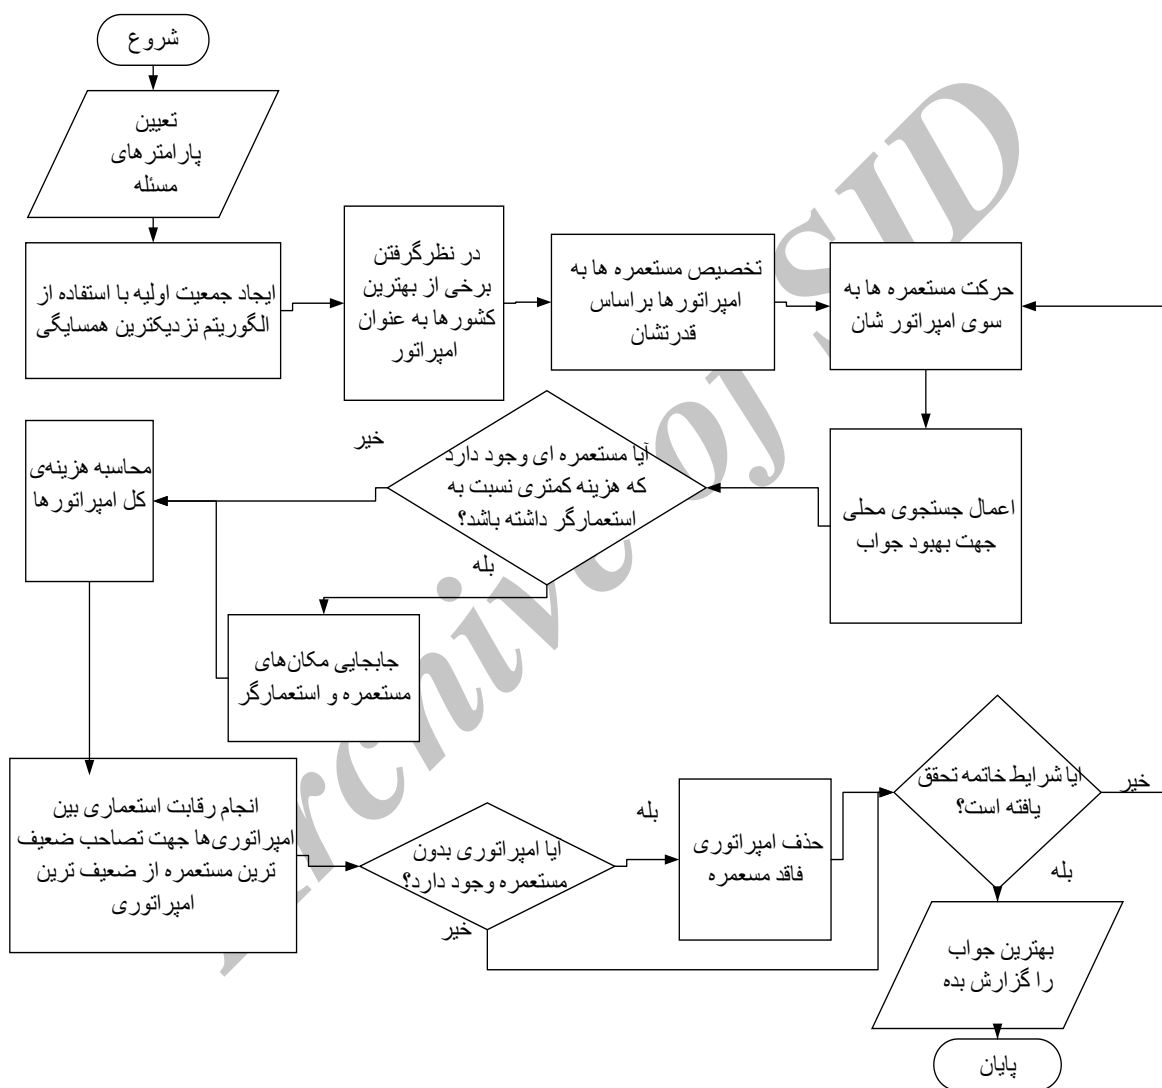 شروع
تعیین
پارامترهای
مسئله
ایجاد جمعیت اولیه با استفاده از
الگوریتم نزدیکترین همسایگی
در نظرگرفتن
برخی از بهترین
کشورها به عنوان
امپراتور
تخصیص مستعمره ها به
امپراتورها براساس
قدرتشان
حرکت مستعمره ها به
سوی امپراتور شان
اعمال جستجوی محلی
جهت بهبود جواب
آیا مستعمره ای وجود دارد
که هزینه کمتری نسبت به
استعمارگر داشته باشد؟
خیر
بله
جابجایی مکان‌های
مستعمره و استعمارگر
محاسبه هزینه‌ی
کل امپراتورها
انجام رقابت استعماری بین
امپراتوری‌ها جهت تصاحب ضعیف
ترین مستعمره از ضعیف ترین
امپراتوری
ایا امپراتوری بدون
مستعمره وجود دارد؟
بله
خیر
حذف امپراتوری
فاقد مسعمره
ایا شرایط خاتمه تحقق
یافته است؟
خیر
بله
بهترین جواب
را گزارش بده
پایان
Archive of SID